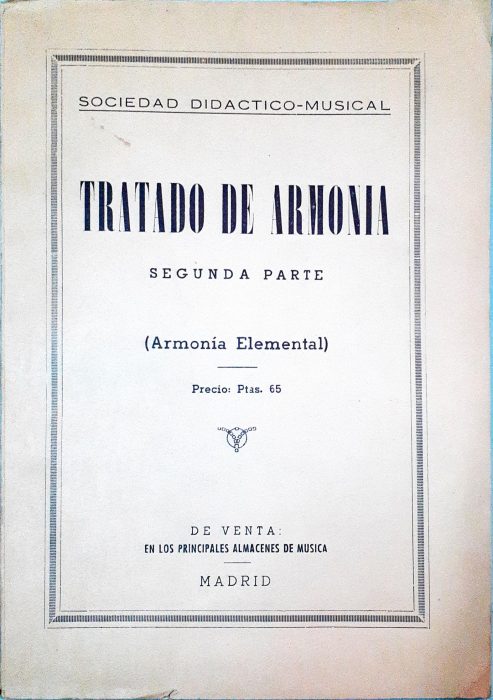 SOCIEDAD DIDACTICO-MUSICAL
TRATADO DE ARMONIA
SEGUNDA PARTE
(Armonía Elemental)
Precio: Ptas. 65
DE VENTA:
EN LOS PRINCIPALES ALMACENES DE MUSICA
MADRID